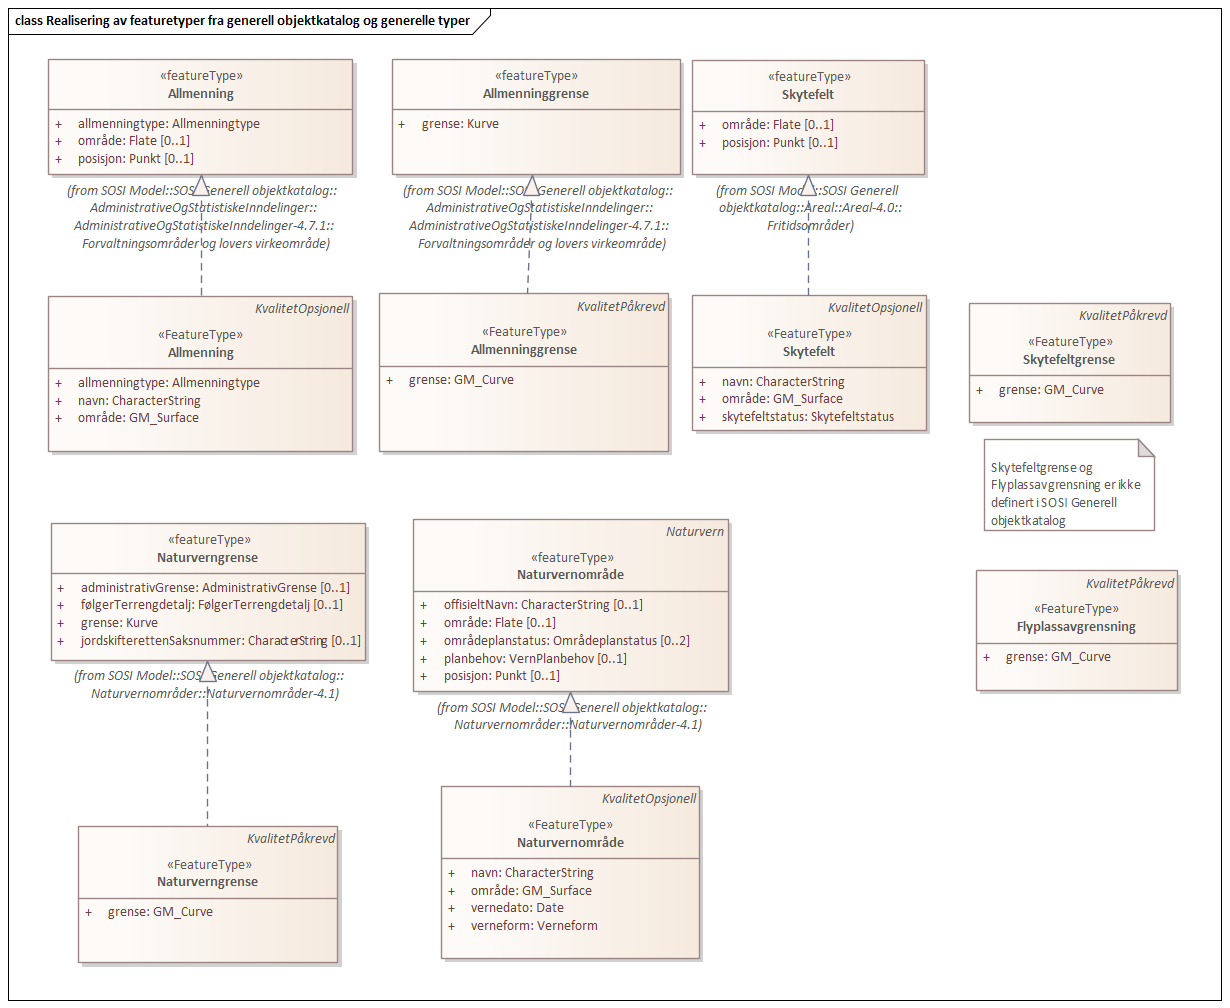 class Realisering av featuretyper fra generell objektkatalog og generelle typer
«featureType»
Allmenning
+ allmenningtype: Allmenningtype
+ område: Flate [0..1]
+ posisjon: Punkt [0..1]
(from SOSI Model::SOSI Generell objektkatalog::
AdministrativeOgStatistiskeInndelinger::
AdministrativeOgStatistiskeInndelinger-4.7.1::
Forvaltningsområder og lovers virkeområde)
«featureType»
Allmenninggrense
+ grense: Kurve
(from SOSI Model::SOSI Generell objektkatalog::
AdministrativeOgStatistiskeInndelinger::
AdministrativeOgStatistiskeInndelinger-4.7.1::
Forvaltningsområder og lovers virkeområde)
«featureType»
Skytefelt
+ område: Flate [0..1]
+ posisjon: Punkt [0..1]
(from SOSI Model::SOSI Generell
objektkatalog::Areal::Areal-4.0::
Fritidsområder)
KvalitetOpsjonell
«FeatureType»
Allmenning
+ allmenningtype: Allmenningtype
+ navn: CharacterString
+ område: GM_Surface
KvalitetPåkrevd
«FeatureType»
Allmenninggrense
+ grense: GM_Curve
KvalitetOpsjonell
«FeatureType»
Skytefelt
+ navn: CharacterString
+ område: GM_Surface
+ skytefeltstatus: Skytefeltstatus
KvalitetPåkrevd
«FeatureType»
Skytefeltgrense
+ grense: GM_Curve
Skytefeltgrense og
Flyplassavgrensning er ikke
definert i SOSI Generell
objektkatalog
«featureType»
Naturverngrense
+ administrativGrense: AdministrativGrense [0..1]
+ følgerTerrengdetalj: FølgerTerrengdetalj [0..1]
+ grense: Kurve
+ jordskifterettenSaksnummer: CharacterString [0..1]
(from SOSI Model::SOSI Generell objektkatalog::
Naturvernområder::Naturvernområder-4.1)
Naturvern
«featureType»
Naturvernområde
+ offisieltNavn: CharacterString [0..1]
+ område: Flate [0..1]
+ områdeplanstatus: Områdeplanstatus [0..2]
+ planbehov: VernPlanbehov [0..1]
+ posisjon: Punkt [0..1]
(from SOSI Model::SOSI Generell objektkatalog::
Naturvernområder::Naturvernområder-4.1)
KvalitetPåkrevd
«FeatureType»
Flyplassavgrensning
+ grense: GM_Curve
KvalitetPåkrevd
«FeatureType»
Naturverngrense
+ grense: GM_Curve
KvalitetOpsjonell
«FeatureType»
Naturvernområde
+ navn: CharacterString
+ område: GM_Surface
+ vernedato: Date
+ verneform: Verneform